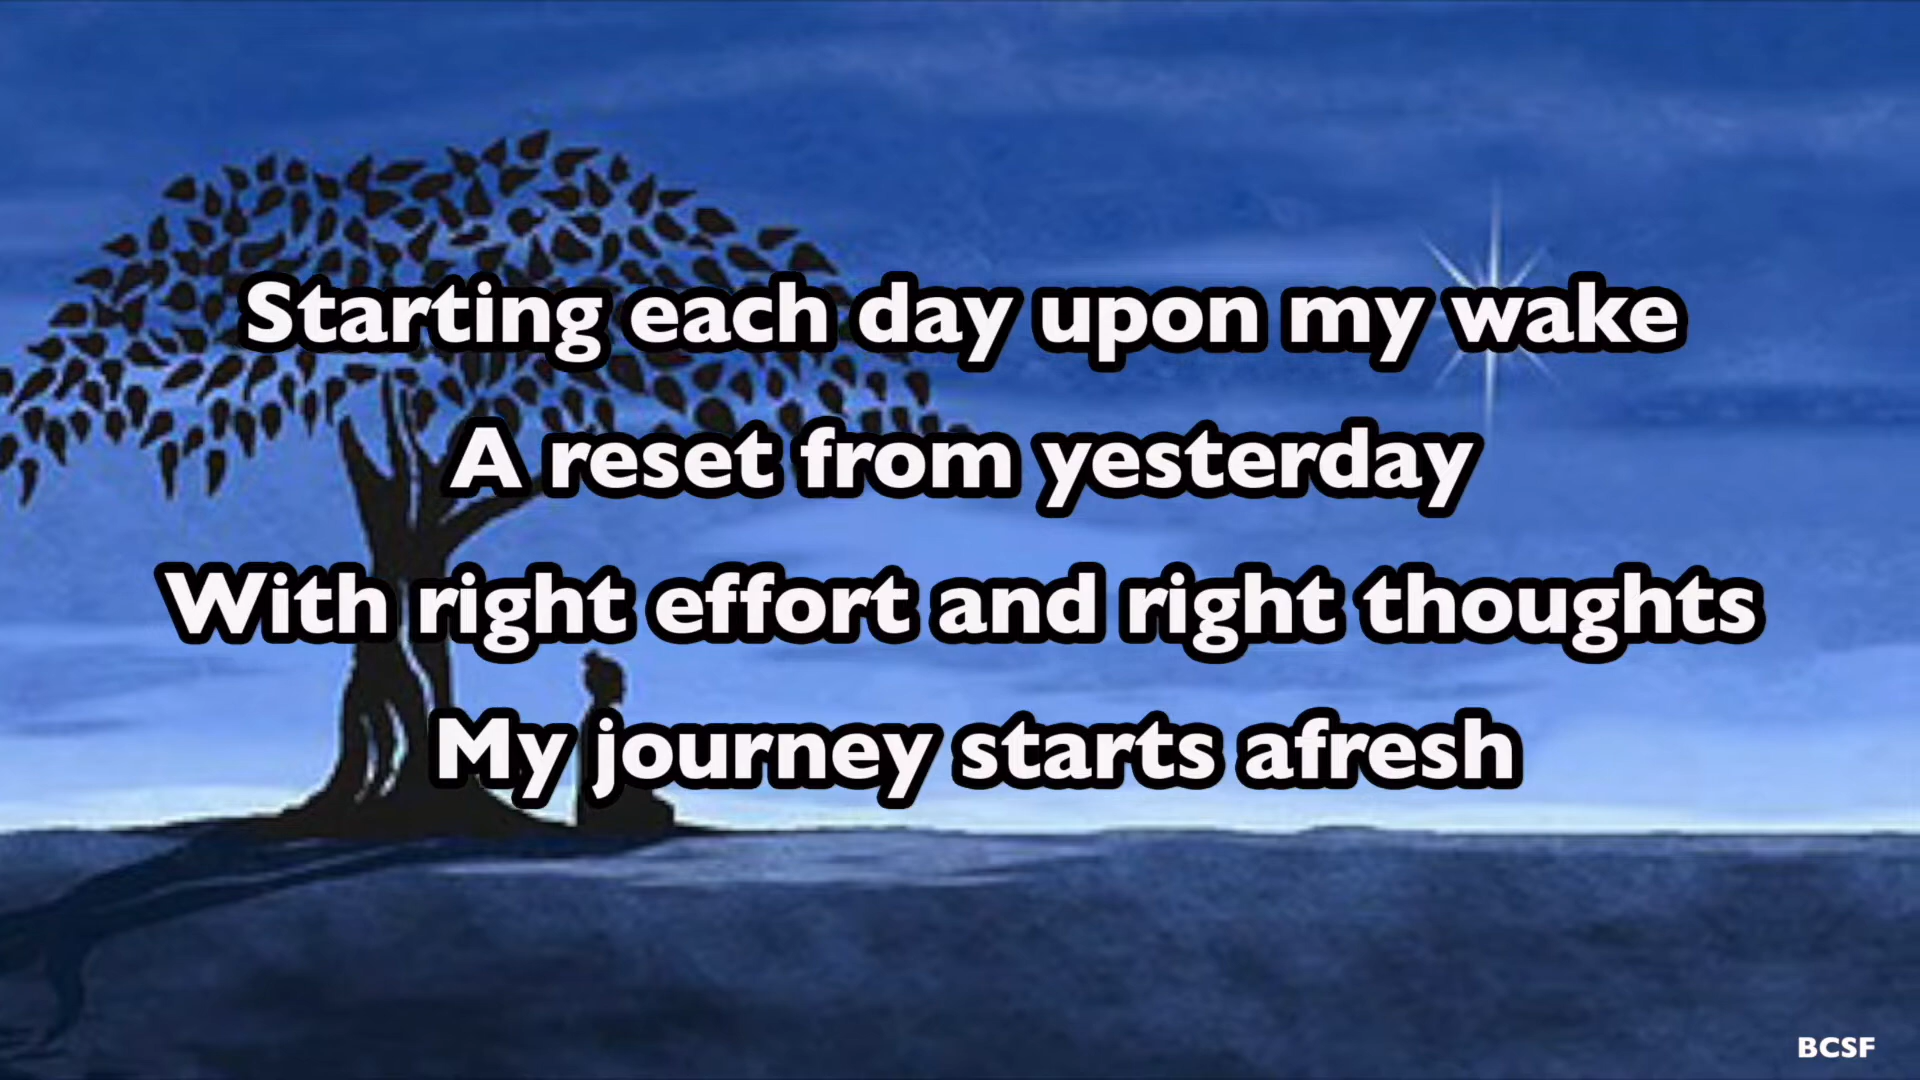 Starting each day upon my wake
A reset from yesterday
With right effort and right thoughts
My journey starts afresh
BCSF